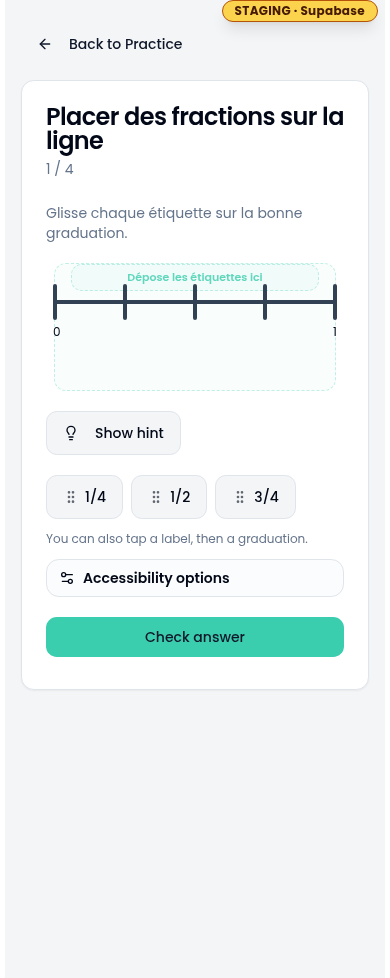 STAGING · Supabase
Back to Practice
Placer des fractions sur la
ligne
1 / 4
Glisse chaque étiquette sur la bonne
graduation.
Dépose les étiquettes ici
0 1
Show hint
1/4 1/2 3/4
You can also tap a label, then a graduation.
Accessibility options
Check answer